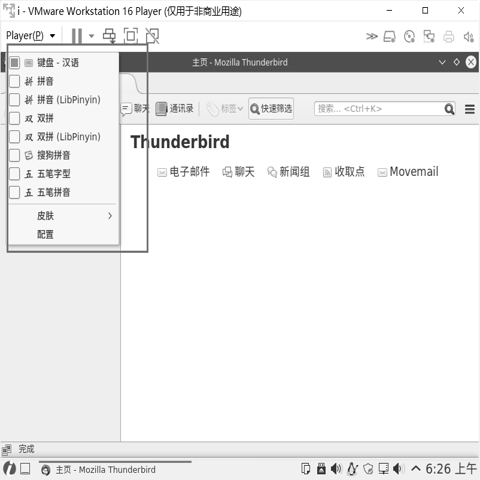 i - VMware Workstation 16 Player (仅用于非商业用途)
Player(P)
主页 - Mozilla Thunderbird
键盘 - 汉语
拼音
拼音 (LibPinyin)
双拼
双拼 (LibPinyin)
搜狗拼音
五笔字型
五笔拼音
皮肤
配置
聊天 通讯录 标签 快速筛选 搜索... <Ctrl+K>
Thunderbird
电子邮件 聊天 新闻组 收取点 Movemail
完成
主页 - Mozilla Thunderbird 6:26 上午